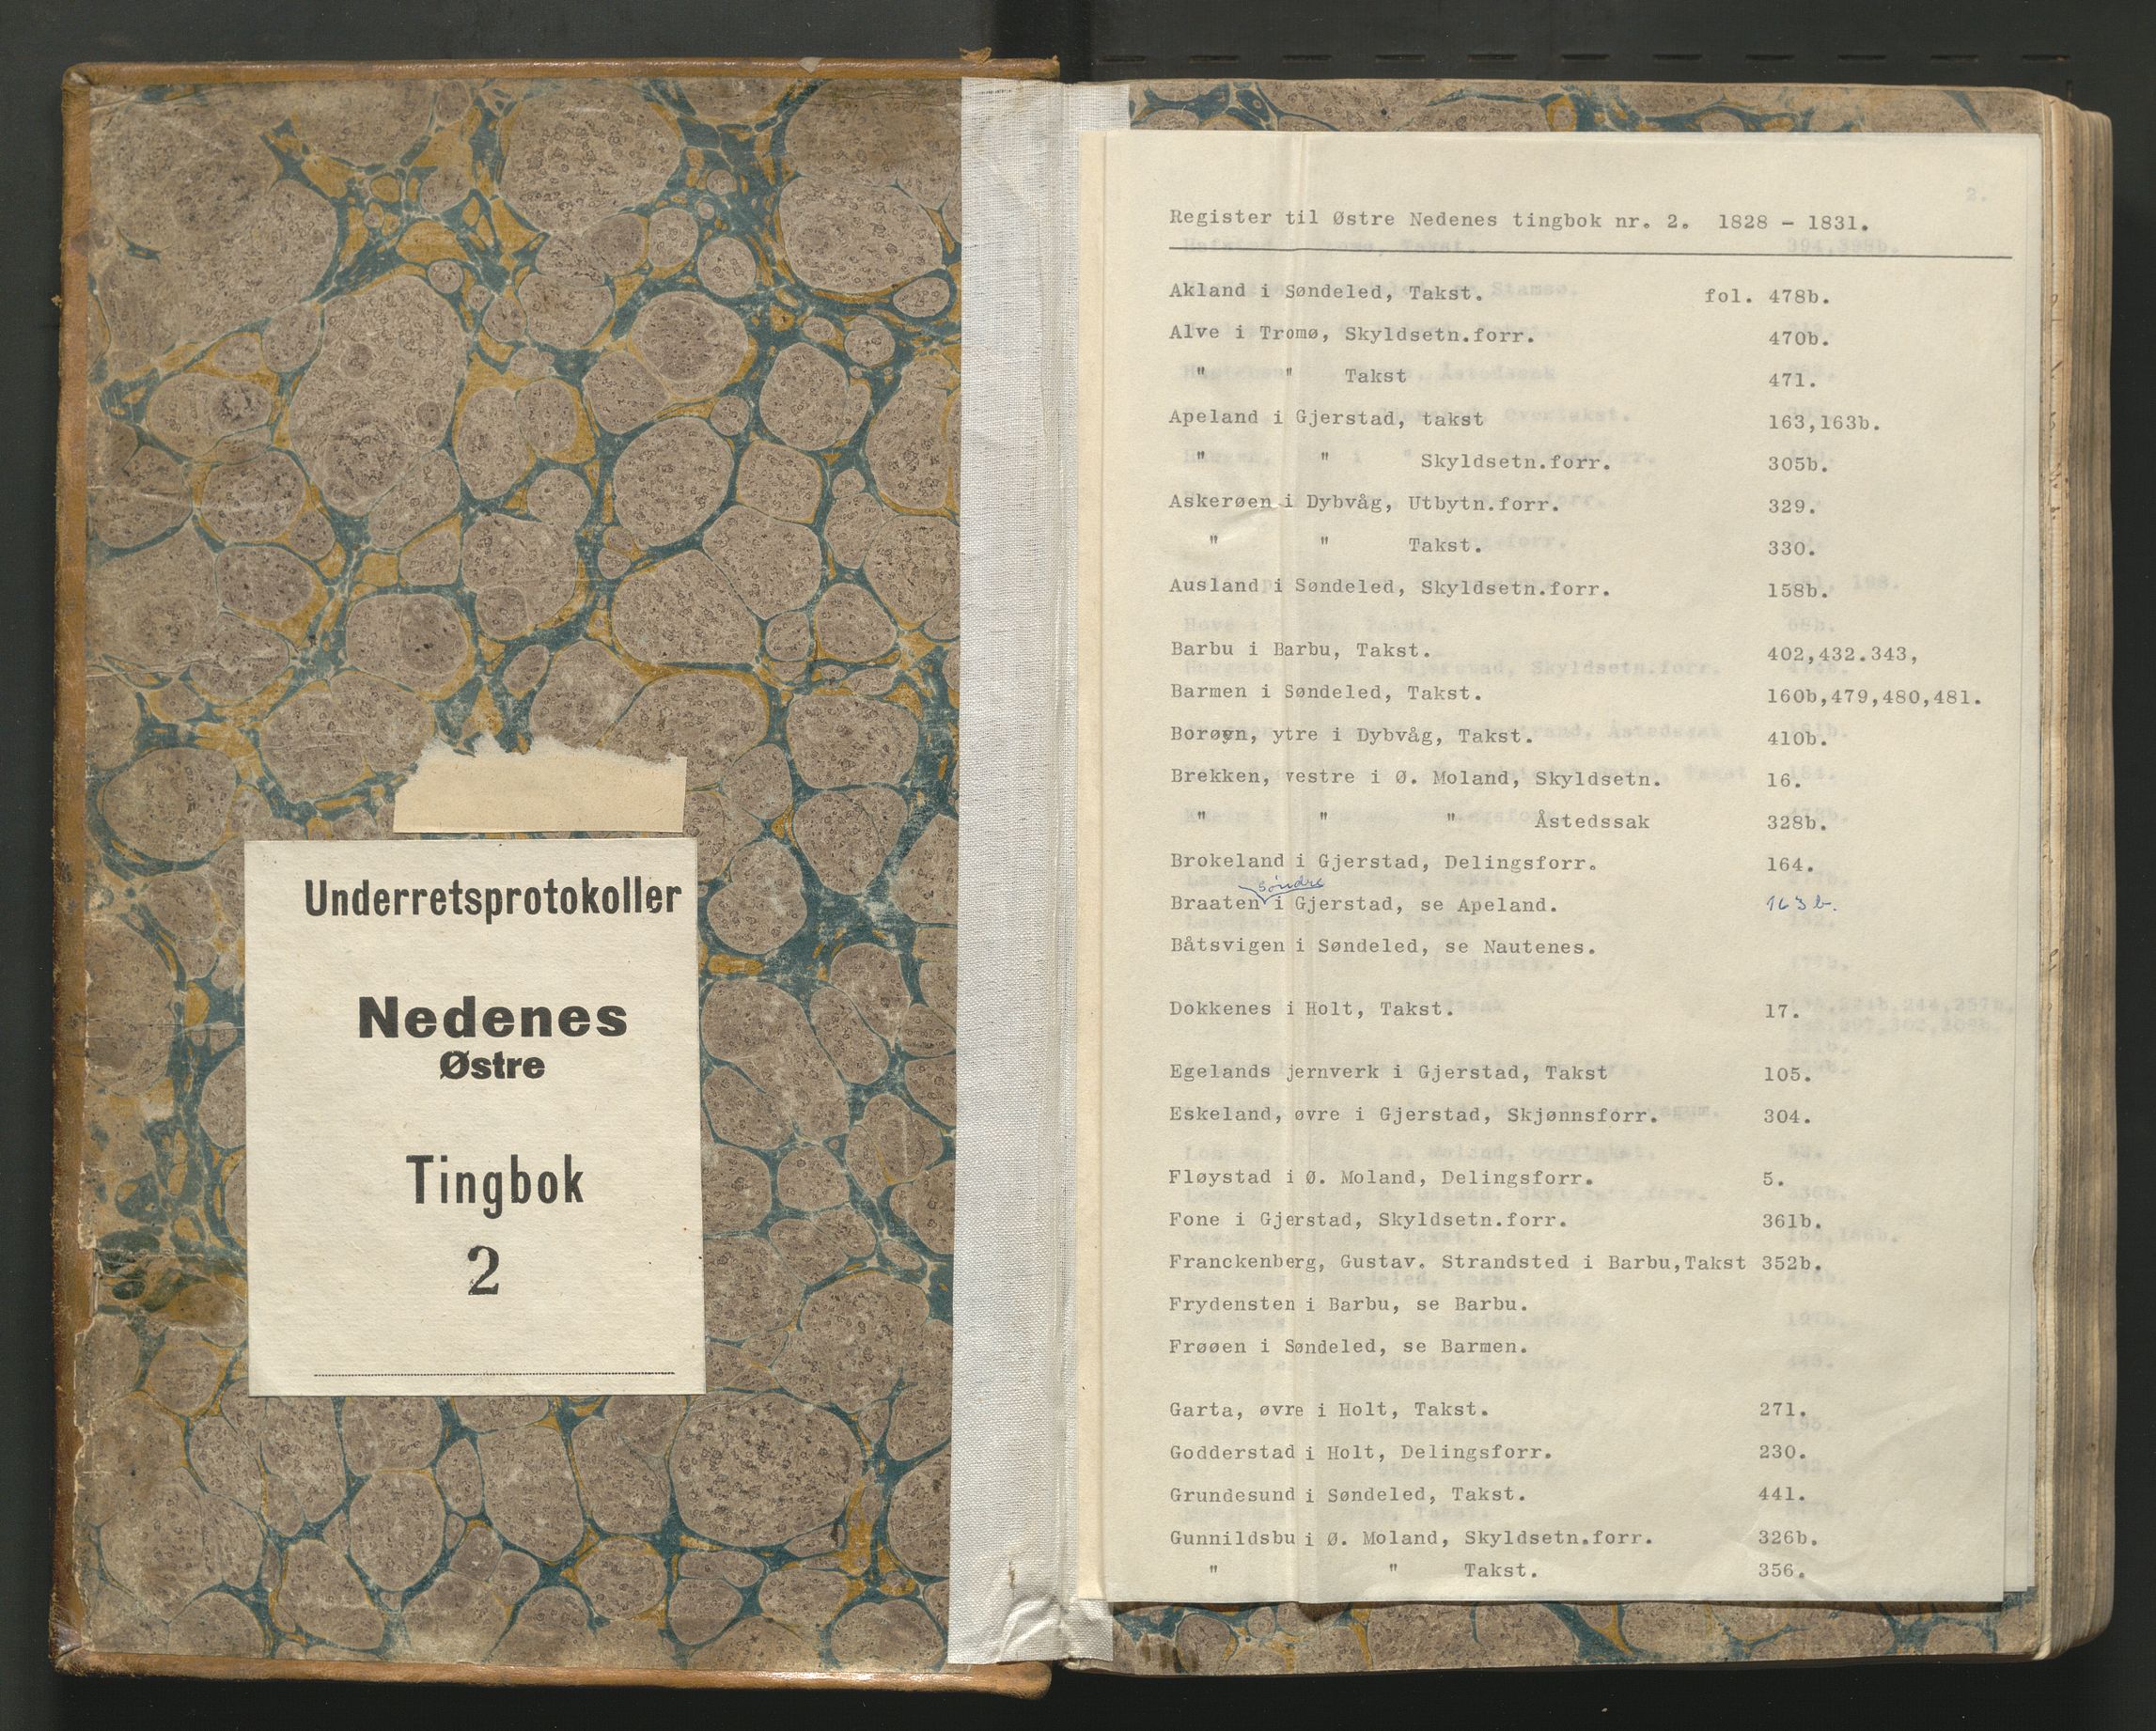 Underretsprotokoller
Nedenes
Østre
Tingbok
2
Register til Østre Nedenes tingbok nr. 2. 1828 - 1831.
Akland i Søndeled, Takst. fol. 478b.
Alve i Tromø, Skyldsetn.forr. 470b.
" " Takst 471.
Apeland i Gjerstad, takst 163,163b.
" " Skyldsetn.forr. 305b.
Askerøen i Dybvåg, Utbytn.forr. 329.
" " Takst. 330.
Ausland i Søndeled, Skyldsetn.forr. 158b.
Barbu i Barbu, Takst. 402,432.343,
Barmen i Søndeled, Takst. 160b,479,480,481.
Borøyn, ytre i Dybvåg, Takst. 410b.
Brekken, vestre i Ø. Moland, Skyldsetn. 16.
" " " Åstedssak 328b.
Brokeland i Gjerstad, Delingsforr. 164.
søndre
Braaten i Gjerstad, se Apeland. 163b.
Båtsvigen i Søndeled, se Nautenes.
Dokkenes i Holt, Takst. 17.
Egelands jernverk i Gjerstad, Takst 105.
Eskeland, øvre i Gjerstad, Skjønnsforr. 304.
Fløystad i Ø. Moland, Delingsforr. 5.
Fone i Gjerstad, Skyldsetn.forr. 361b.
Franckenberg, Gustav. Strandsted i Barbu,Takst 352b.
Frydensten i Barbu, se Barbu.
Frøøen i Søndeled, se Barmen.
Garta, øvre i Holt, Takst. 271.
Godderstad i Holt, Delingsforr. 230.
Grundesund i Søndeled, Takst. 441.
Gunnildsbu i Ø. Moland, Skyldsetn.forr. 326b.
" " Takst. 356.